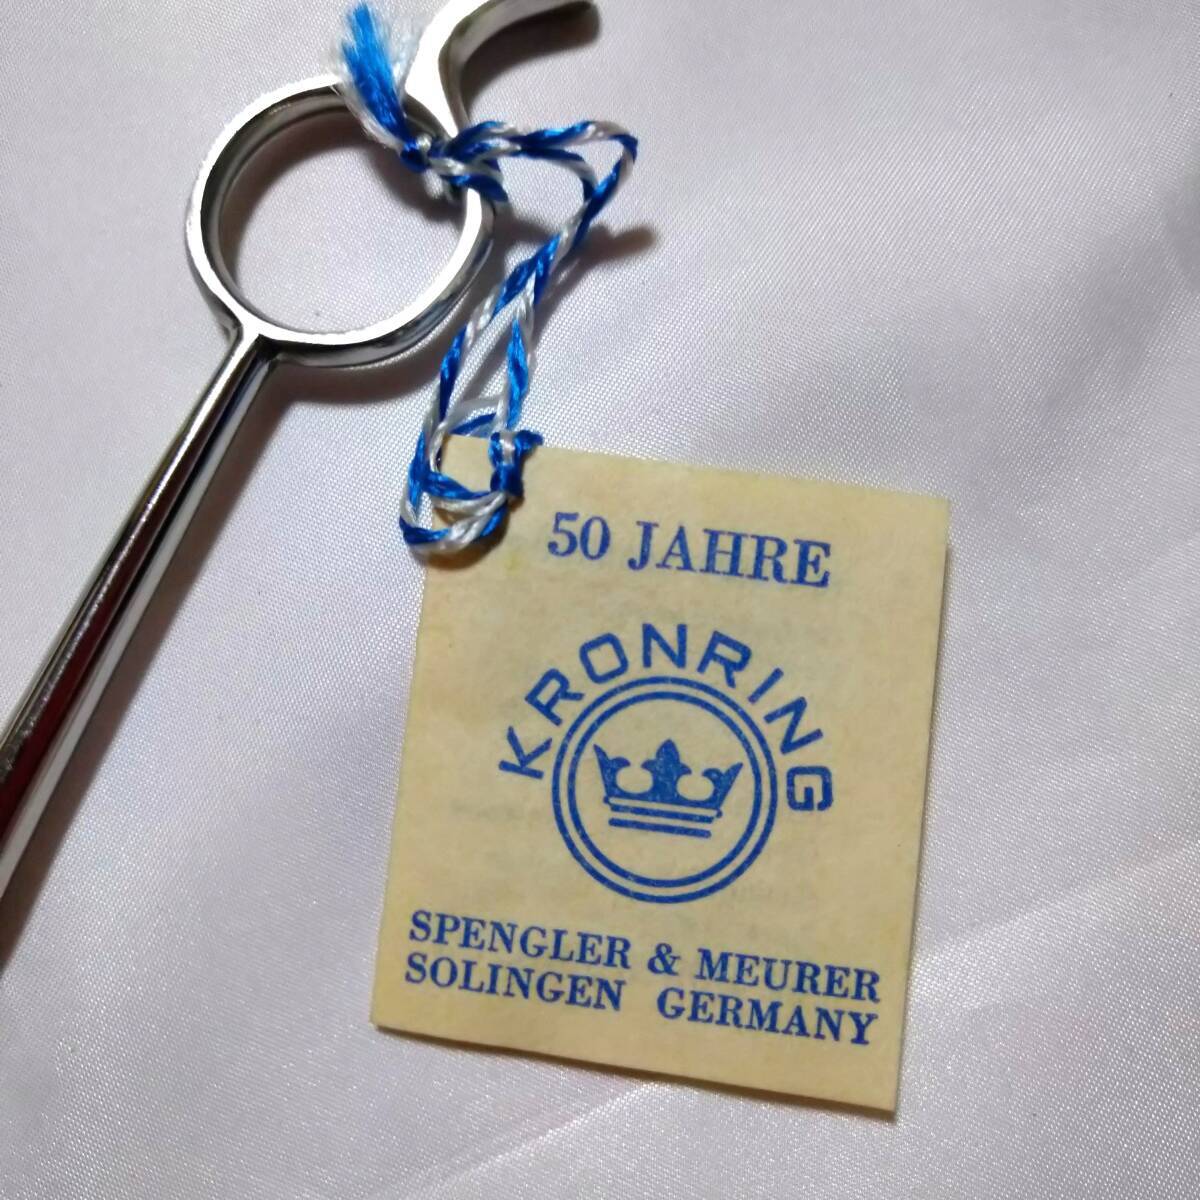 50 JAHRE
KRONRING
SPENGLER & MEURER
SOLINGEN GERMANY